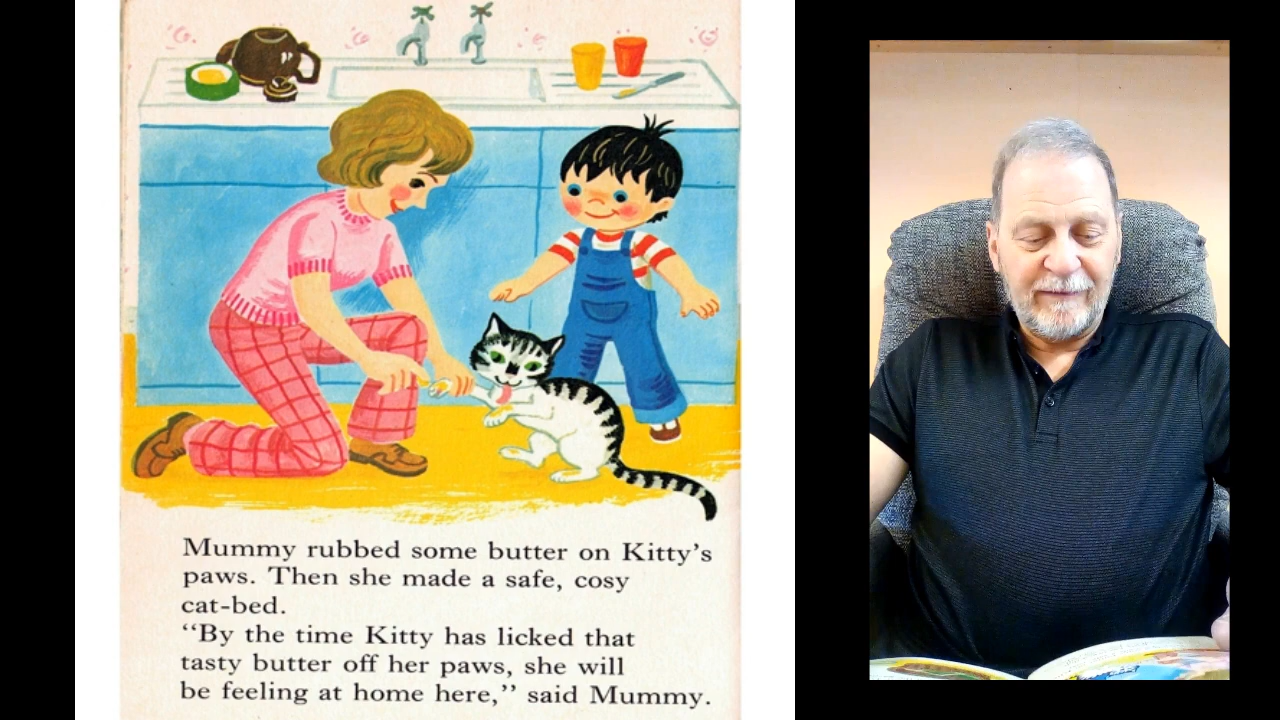 Mummy rubbed some butter on Kitty's
paws. Then she made a safe, cosy
cat-bed.
“By the time Kitty has licked that
tasty butter off her paws, she will
be feeling at home here,” said Mummy.